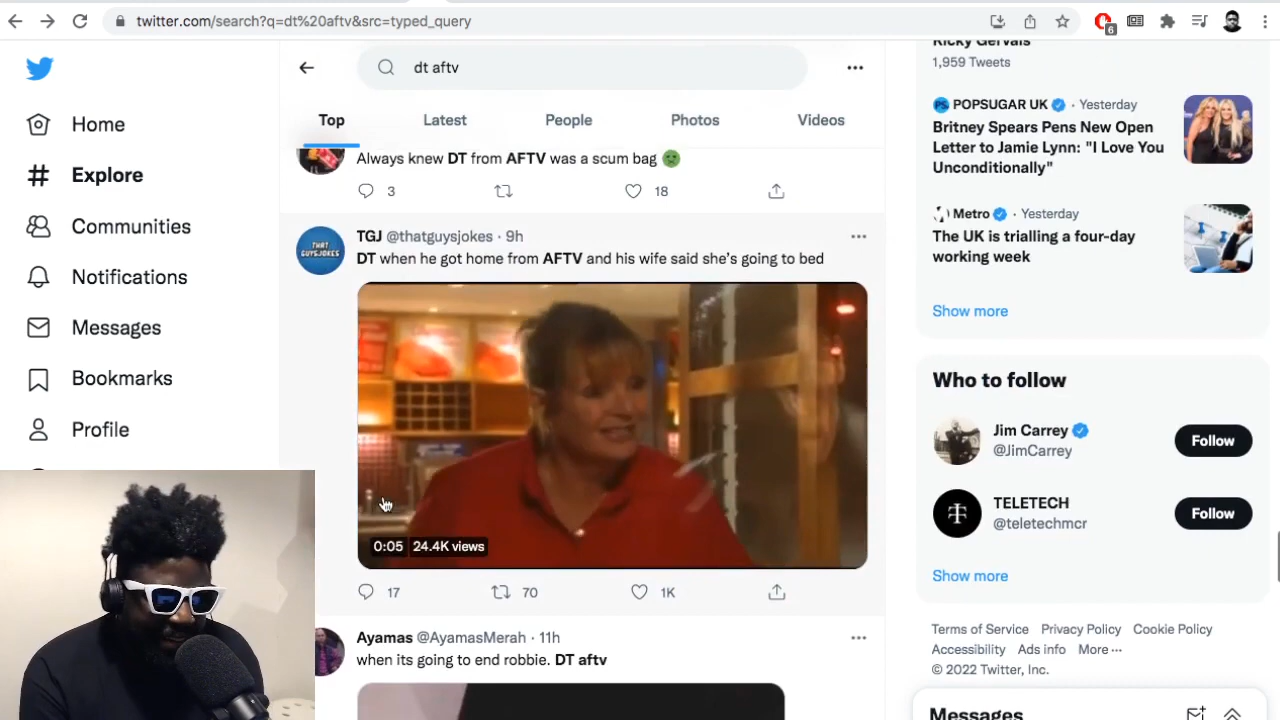 twitter.com/search?q=dt%20aftv&src=typed_query
6
dt aftv
Top
Latest
People
Photos
Videos
Home
Explore
Communities
Notifications
Messages
Bookmarks
Profile
Always knew DT from AFTV was a scum bag 🤢
3
18
THAT GUYSJOKES
TGJ @thatguysjokes · 9h
DT when he got home from AFTV and his wife said she's going to bed
0:05 24.4K views
17
70
1K
Ayamas @AyamasMerah · 11h
when its going to end robbie. DT aftv
Ricky Gervais
1,959 Tweets
POPSUGAR UK · Yesterday
Britney Spears Pens New Open
Letter to Jamie Lynn: "I Love You
Unconditionally"
Metro · Yesterday
The UK is trialling a four-day
working week
Show more
Who to follow
Jim Carrey
@JimCarrey
Follow
TELETECH
@teletechmcr
Follow
Show more
Terms of Service Privacy Policy Cookie Policy
Accessibility Ads info More ···
© 2022 Twitter, Inc.
Messages